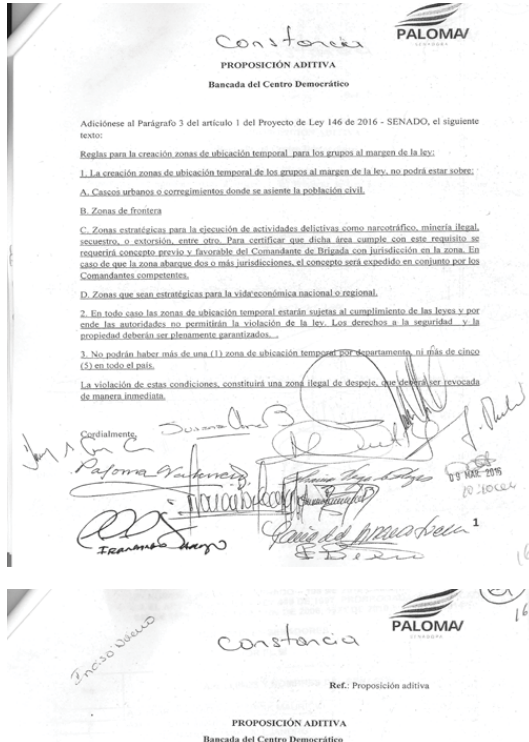 Constancia
PALOMA
SENADORA
PROPOSICIÓN ADITIVA
Bancada del Centro Democrático
Adiciónese al Parágrafo 3 del artículo 1 del Proyecto de Ley 146 de 2016 - SENADO, el siguiente
texto:
Reglas para la creación zonas de ubicación temporal para los grupos al margen de la ley:
1. La creación zonas de ubicación temporal de los grupos al margen de la ley, no podrá estar sobre:
A. Cascos urbanos o corregimientos donde se asiente la población civil.
B. Zonas de frontera
C. Zonas estratégicas para la ejecución de actividades delictivas como narcotráfico, minería ilegal,
secuestro, o extorsión, entre otro. Para certificar que dicha área cumple con este requisito se
requerirá concepto previo y favorable del Comandante de Brigada con jurisdicción en la zona. En
caso de que la zona abarque dos o más jurisdicciones, el concepto será expedido en conjunto por los
Comandantes competentes.
D. Zonas que sean estratégicas para la vida económica nacional o regional.
2. En todo caso las zonas de ubicación temporal estarán sujetas al cumplimiento de las leyes y por
ende las autoridades no permitirán la violación de la ley. Los derechos a la seguridad y la
propiedad deberán ser plenamente garantizados. .
3. No podrán haber más de una (1) zona de ubicación temporal por departamento, ni más de cinco
(5) en todo el país.
La violación de estas condiciones, constituirá una zona ilegal de despeje, que deberá ser revocada
de manera inmediata.
Cordialmente,
Paloma Valencia
09 MAR. 2016
1
16
Inciso nuevo
Constancia
PALOMA
SENADORA
16
Ref.: Proposición aditiva
PROPOSICIÓN ADITIVA
Bancada del Centro Democrático